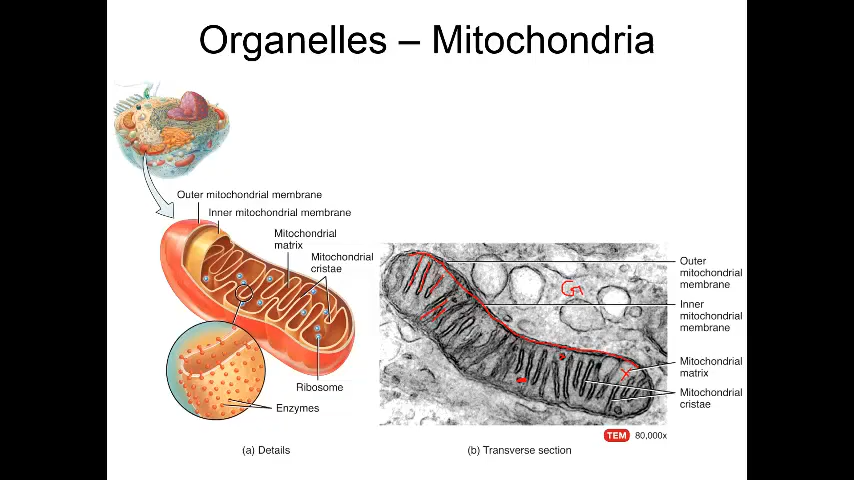 Organelles – Mitochondria
Outer mitochondrial membrane
Inner mitochondrial membrane
Mitochondrial
matrix
Mitochondrial
cristae
Ribosome
Enzymes
(a) Details
Outer
mitochondrial
membrane
Inner
mitochondrial
membrane
Mitochondrial
matrix
Mitochondrial
cristae
TEM 80,000x
(b) Transverse section